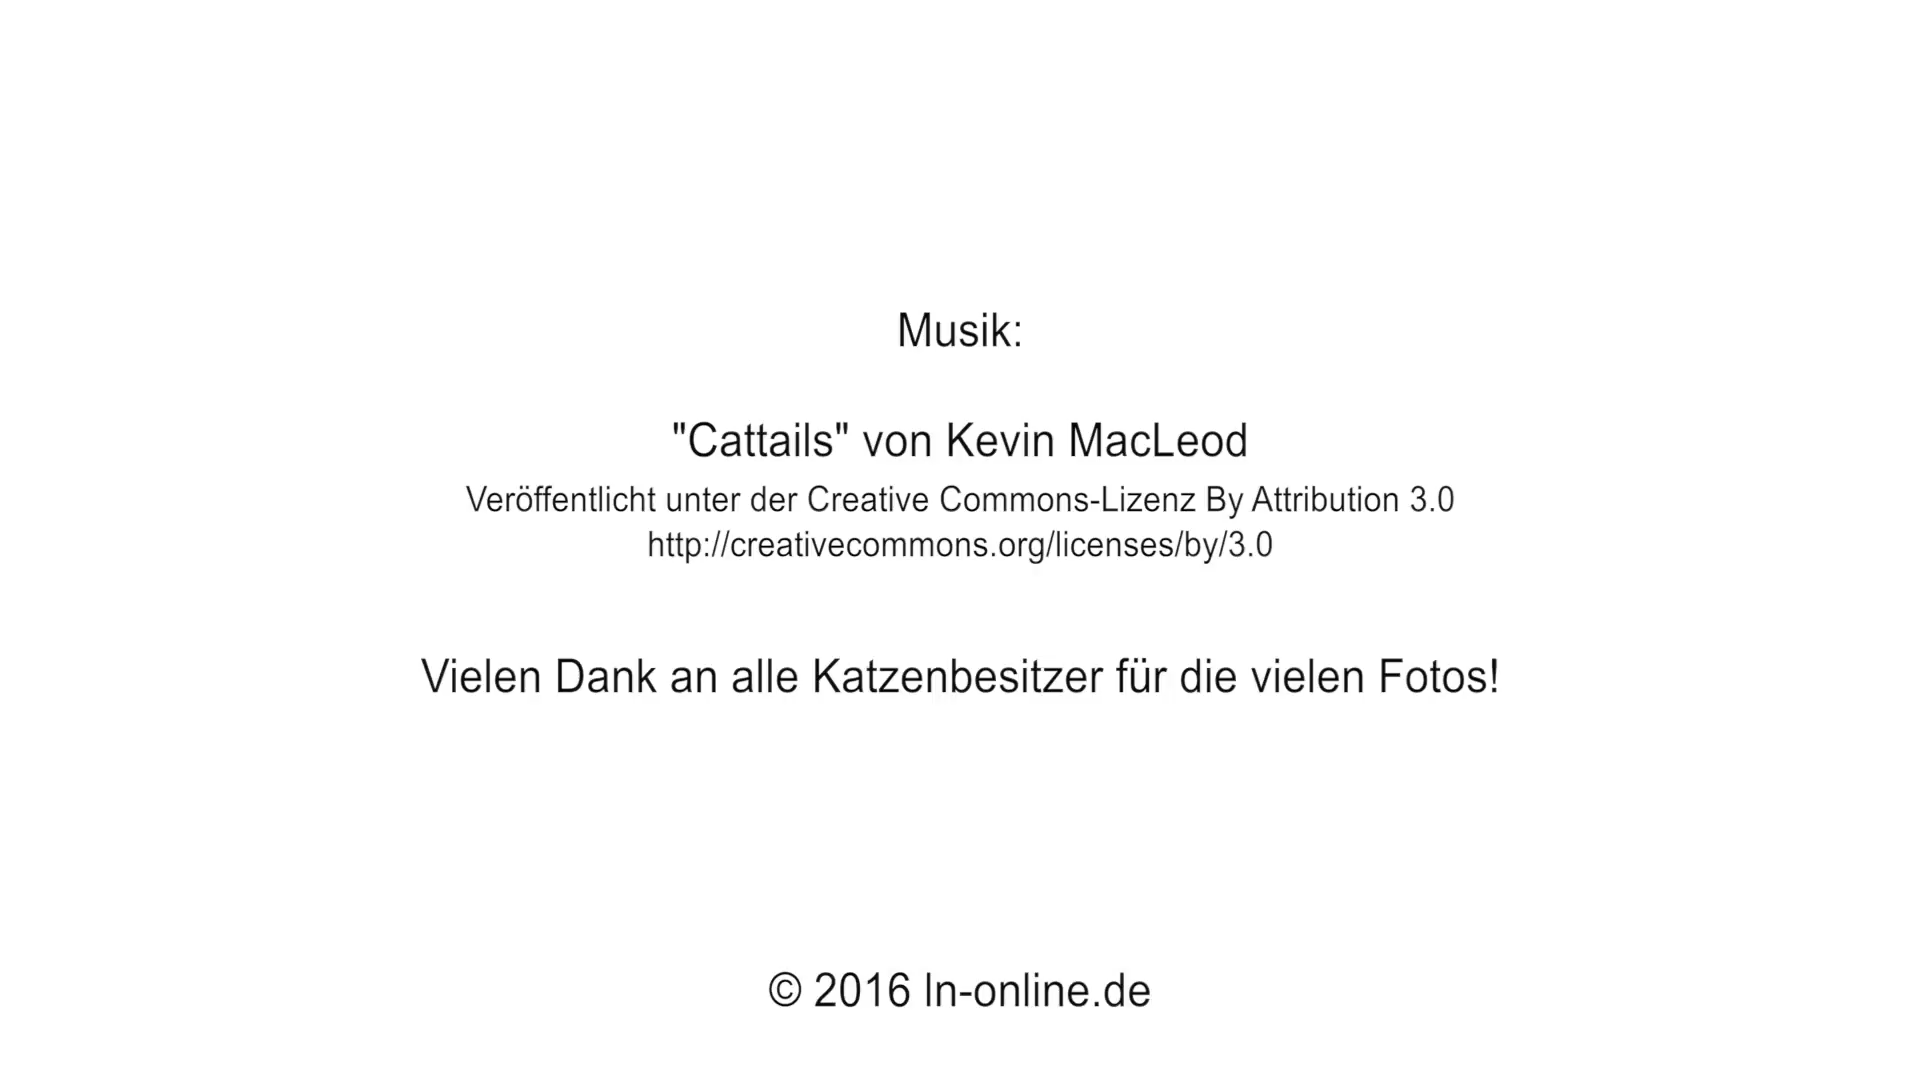 Musik:
"Cattails" von Kevin MacLeod
Veröffentlicht unter der Creative Commons-Lizenz By Attribution 3.0
http://creativecommons.org/licenses/by/3.0
Vielen Dank an alle Katzenbesitzer für die vielen Fotos!
© 2016 ln-online.de